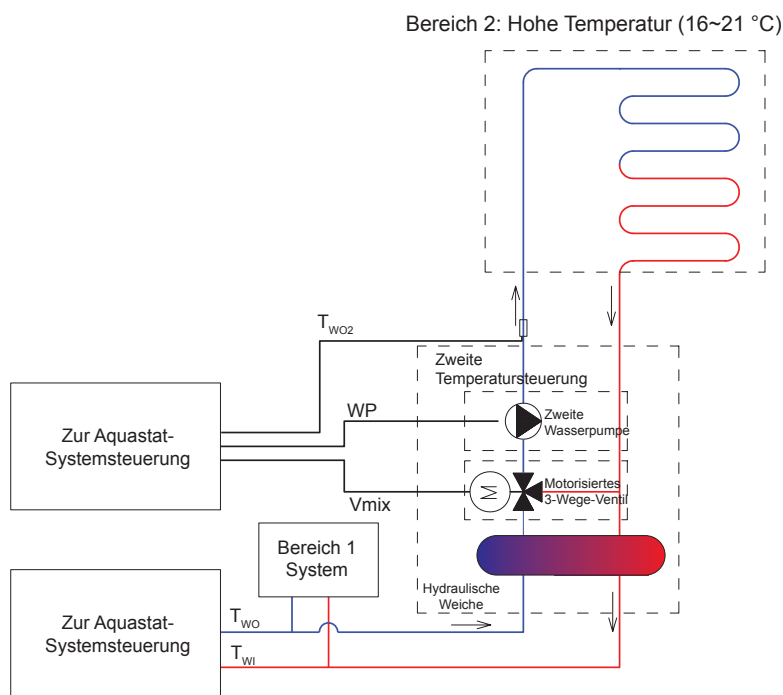 Bereich 2: Hohe Temperatur (16~21 °C)
TWO2
Zweite
Temperatursteuerung
WP
Zweite
Wasserpumpe
Zur Aquastat-
Systemsteuerung
M
Motorisiertes
3-Wege-Ventil
Vmix
Bereich 1
System
Hydraulische
Weiche
Zur Aquastat-
Systemsteuerung
TWO
TWI